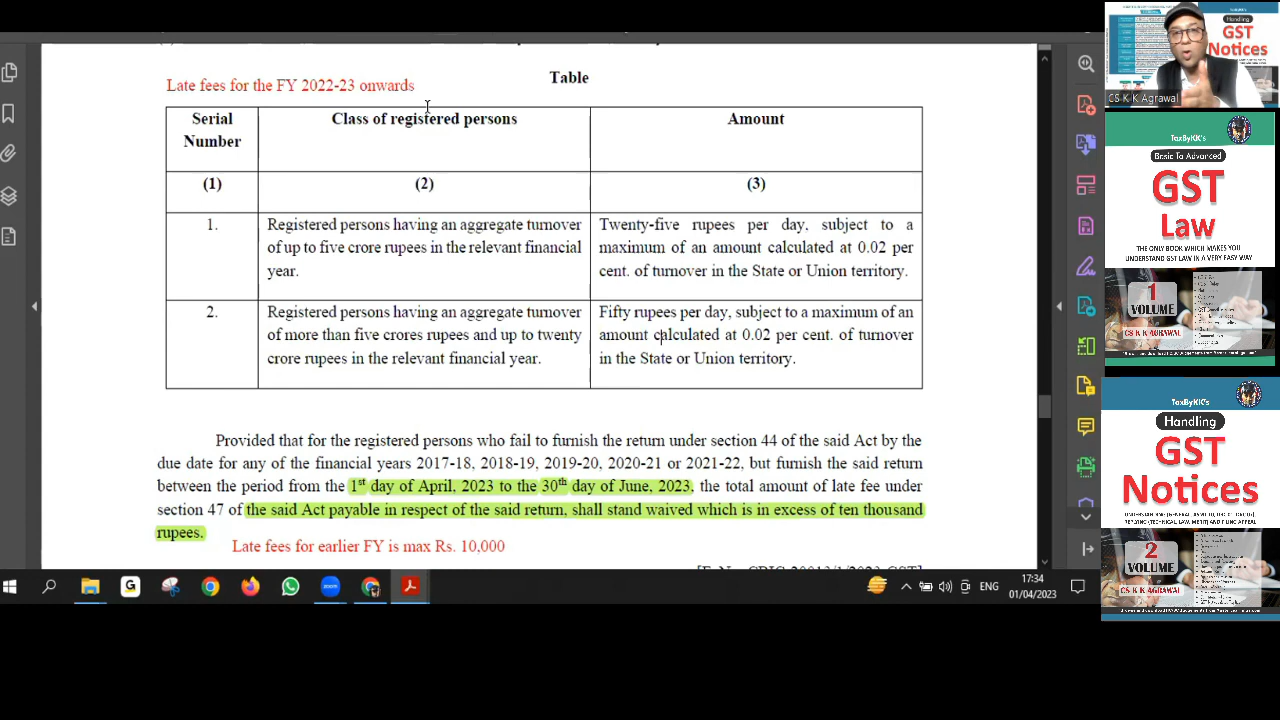 Late fees for the FY 2022-23 onwards
Table
Serial Number
Class of registered persons
Amount
(1)
(2)
(3)
1.
Registered persons having an aggregate turnover
of up to five crore rupees in the relevant financial
year.
Twenty-five rupees per day, subject to a
maximum of an amount calculated at 0.02 per
cent. of turnover in the State or Union territory.
2.
Registered persons having an aggregate turnover
of more than five crores rupees and up to twenty
crore rupees in the relevant financial year.
Fifty rupees per day, subject to a maximum of an
amount calculated at 0.02 per cent. of turnover
in the State or Union territory.
Provided that for the registered persons who fail to furnish the return under section 44 of the said Act by the
due date for any of the financial years 2017-18, 2018-19, 2019-20, 2020-21 or 2021-22, but furnish the said return
between the period from the 1st day of April, 2023 to the 30th day of June, 2023, the total amount of late fee under
section 47 of the said Act payable in respect of the said return, shall stand waived which is in excess of ten thousand
rupees.
Late fees for earlier FY is max Rs. 10,000
ENG
17:34
01/04/2023
Handling
GST
Notices
CS K K Agrawal
TaxByKK's
Basic To Advanced
GST
Law
THE ONLY BOOK WHICH MAKES YOU
UNDERSTAND GST LAW IN A VERY EASY WAY
1
VOLUME
CS K K AGRAWAL
TaxByKK's
Handling
GST
Notices
2
VOLUME
CS K K AGRAWAL